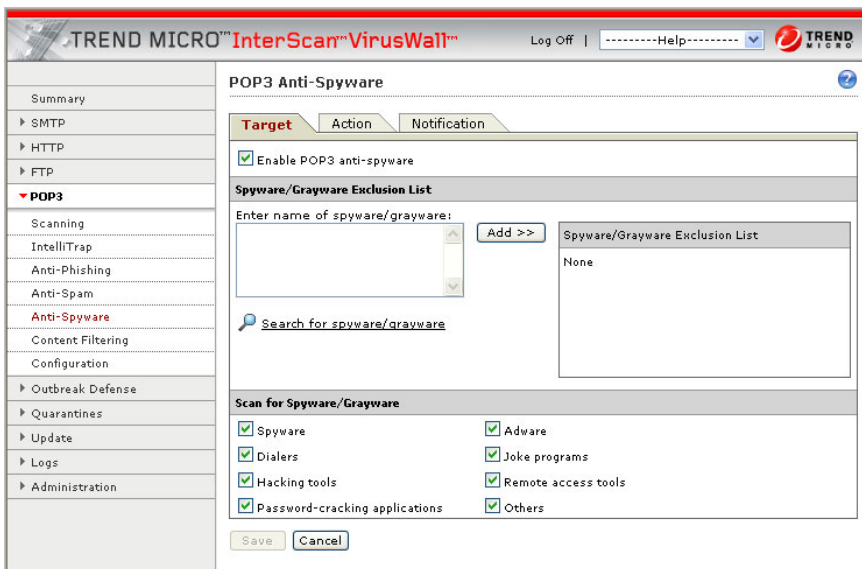 TREND MICRO™ InterScan™ VirusWall™
Log Off | ---------Help---------
TREND MICRO
Summary
SMTP
HTTP
FTP
POP3
Scanning
IntelliTrap
Anti-Phishing
Anti-Spam
Anti-Spyware
Content Filtering
Configuration
Outbreak Defense
Quarantines
Update
Logs
Administration
POP3 Anti-Spyware
?
Target Action Notification
Enable POP3 anti-spyware
Spyware/Grayware Exclusion List
Enter name of spyware/grayware:
Add >>
Spyware/Grayware Exclusion List
None
Search for spyware/grayware
Scan for Spyware/Grayware
Spyware Adware
Dialers Joke programs
Hacking tools Remote access tools
Password-cracking applications Others
Save Cancel